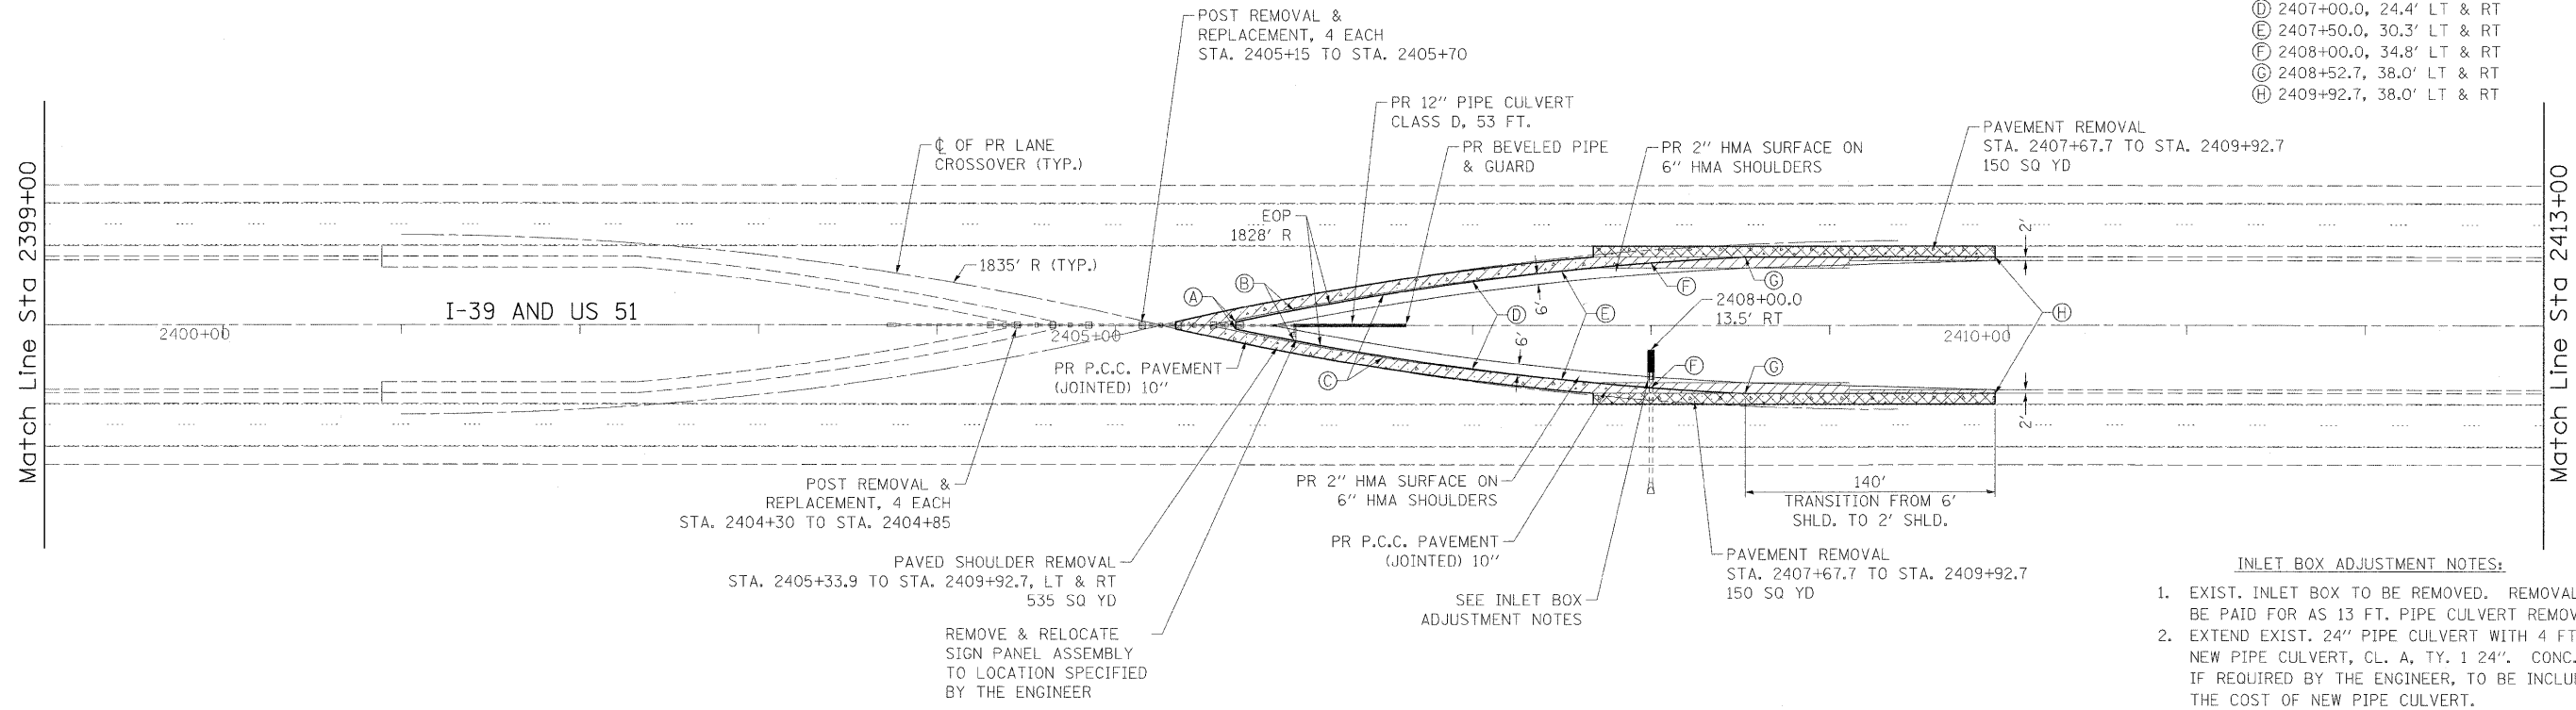 POST REMOVAL &
REPLACEMENT, 4 EACH
STA. 2405+15 TO STA. 2405+70
Ⓓ 2407+00.0, 24.4' LT & RT
Ⓔ 2407+50.0, 30.3' LT & RT
Ⓕ 2408+00.0, 34.8' LT & RT
Ⓖ 2408+52.7, 38.0' LT & RT
Ⓗ 2409+92.7, 38.0' LT & RT
PR 12" PIPE CULVERT
CLASS D, 53 FT.
℄ OF PR LANE
CROSSOVER (TYP.)
PR BEVELED PIPE
& GUARD
PR 2" HMA SURFACE ON
6" HMA SHOULDERS
PAVEMENT REMOVAL
STA. 2407+67.7 TO STA. 2409+92.7
150 SQ YD
Match Line Sta 2399+00
Match Line Sta 2413+00
EOP
1828' R
1835' R (TYP.)
2'
Ⓐ
Ⓑ
Ⓕ
Ⓖ
6'
2408+00.0
13.5' RT
Ⓗ
I-39 AND US 51
Ⓓ
Ⓔ
2400+00
2405+00
2410+00
6'
PR P.C.C. PAVEMENT
(JOINTED) 10"
Ⓒ
Ⓕ
Ⓖ
2'
POST REMOVAL &
REPLACEMENT, 4 EACH
STA. 2404+30 TO STA. 2404+85
PR 2" HMA SURFACE ON
6" HMA SHOULDERS
140'
TRANSITION FROM 6'
SHLD. TO 2' SHLD.
PR P.C.C. PAVEMENT
(JOINTED) 10"
PAVED SHOULDER REMOVAL
STA. 2405+33.9 TO STA. 2409+92.7, LT & RT
535 SQ YD
PAVEMENT REMOVAL
STA. 2407+67.7 TO STA. 2409+92.7
150 SQ YD
SEE INLET BOX
ADJUSTMENT NOTES
REMOVE & RELOCATE
SIGN PANEL ASSEMBLY
TO LOCATION SPECIFIED
BY THE ENGINEER
INLET BOX ADJUSTMENT NOTES:
1. EXIST. INLET BOX TO BE REMOVED. REMOVAL
BE PAID FOR AS 13 FT. PIPE CULVERT REMOV
2. EXTEND EXIST. 24" PIPE CULVERT WITH 4 FT
NEW PIPE CULVERT, CL. A, TY. 1 24". CONC.
IF REQUIRED BY THE ENGINEER, TO BE INCLU
THE COST OF NEW PIPE CULVERT.